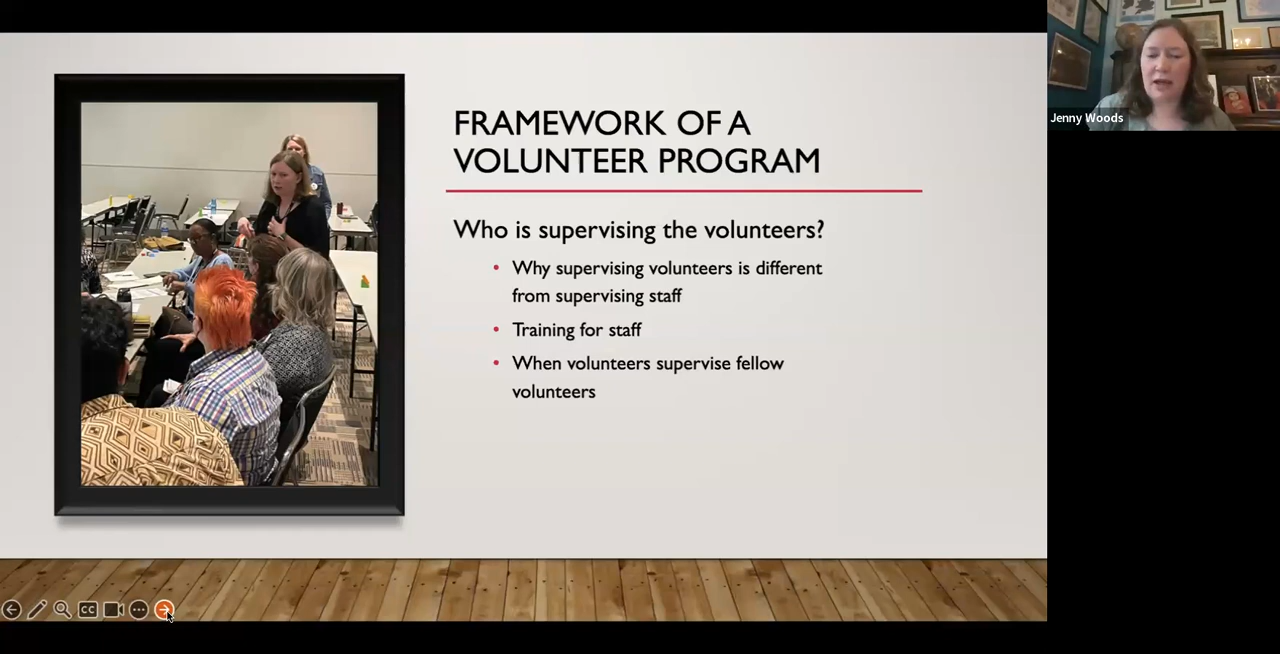 FRAMEWORK OF A
VOLUNTEER PROGRAM
Who is supervising the volunteers?
• Why supervising volunteers is different
from supervising staff
• Training for staff
• When volunteers supervise fellow
volunteers
Jenny Woods
CC